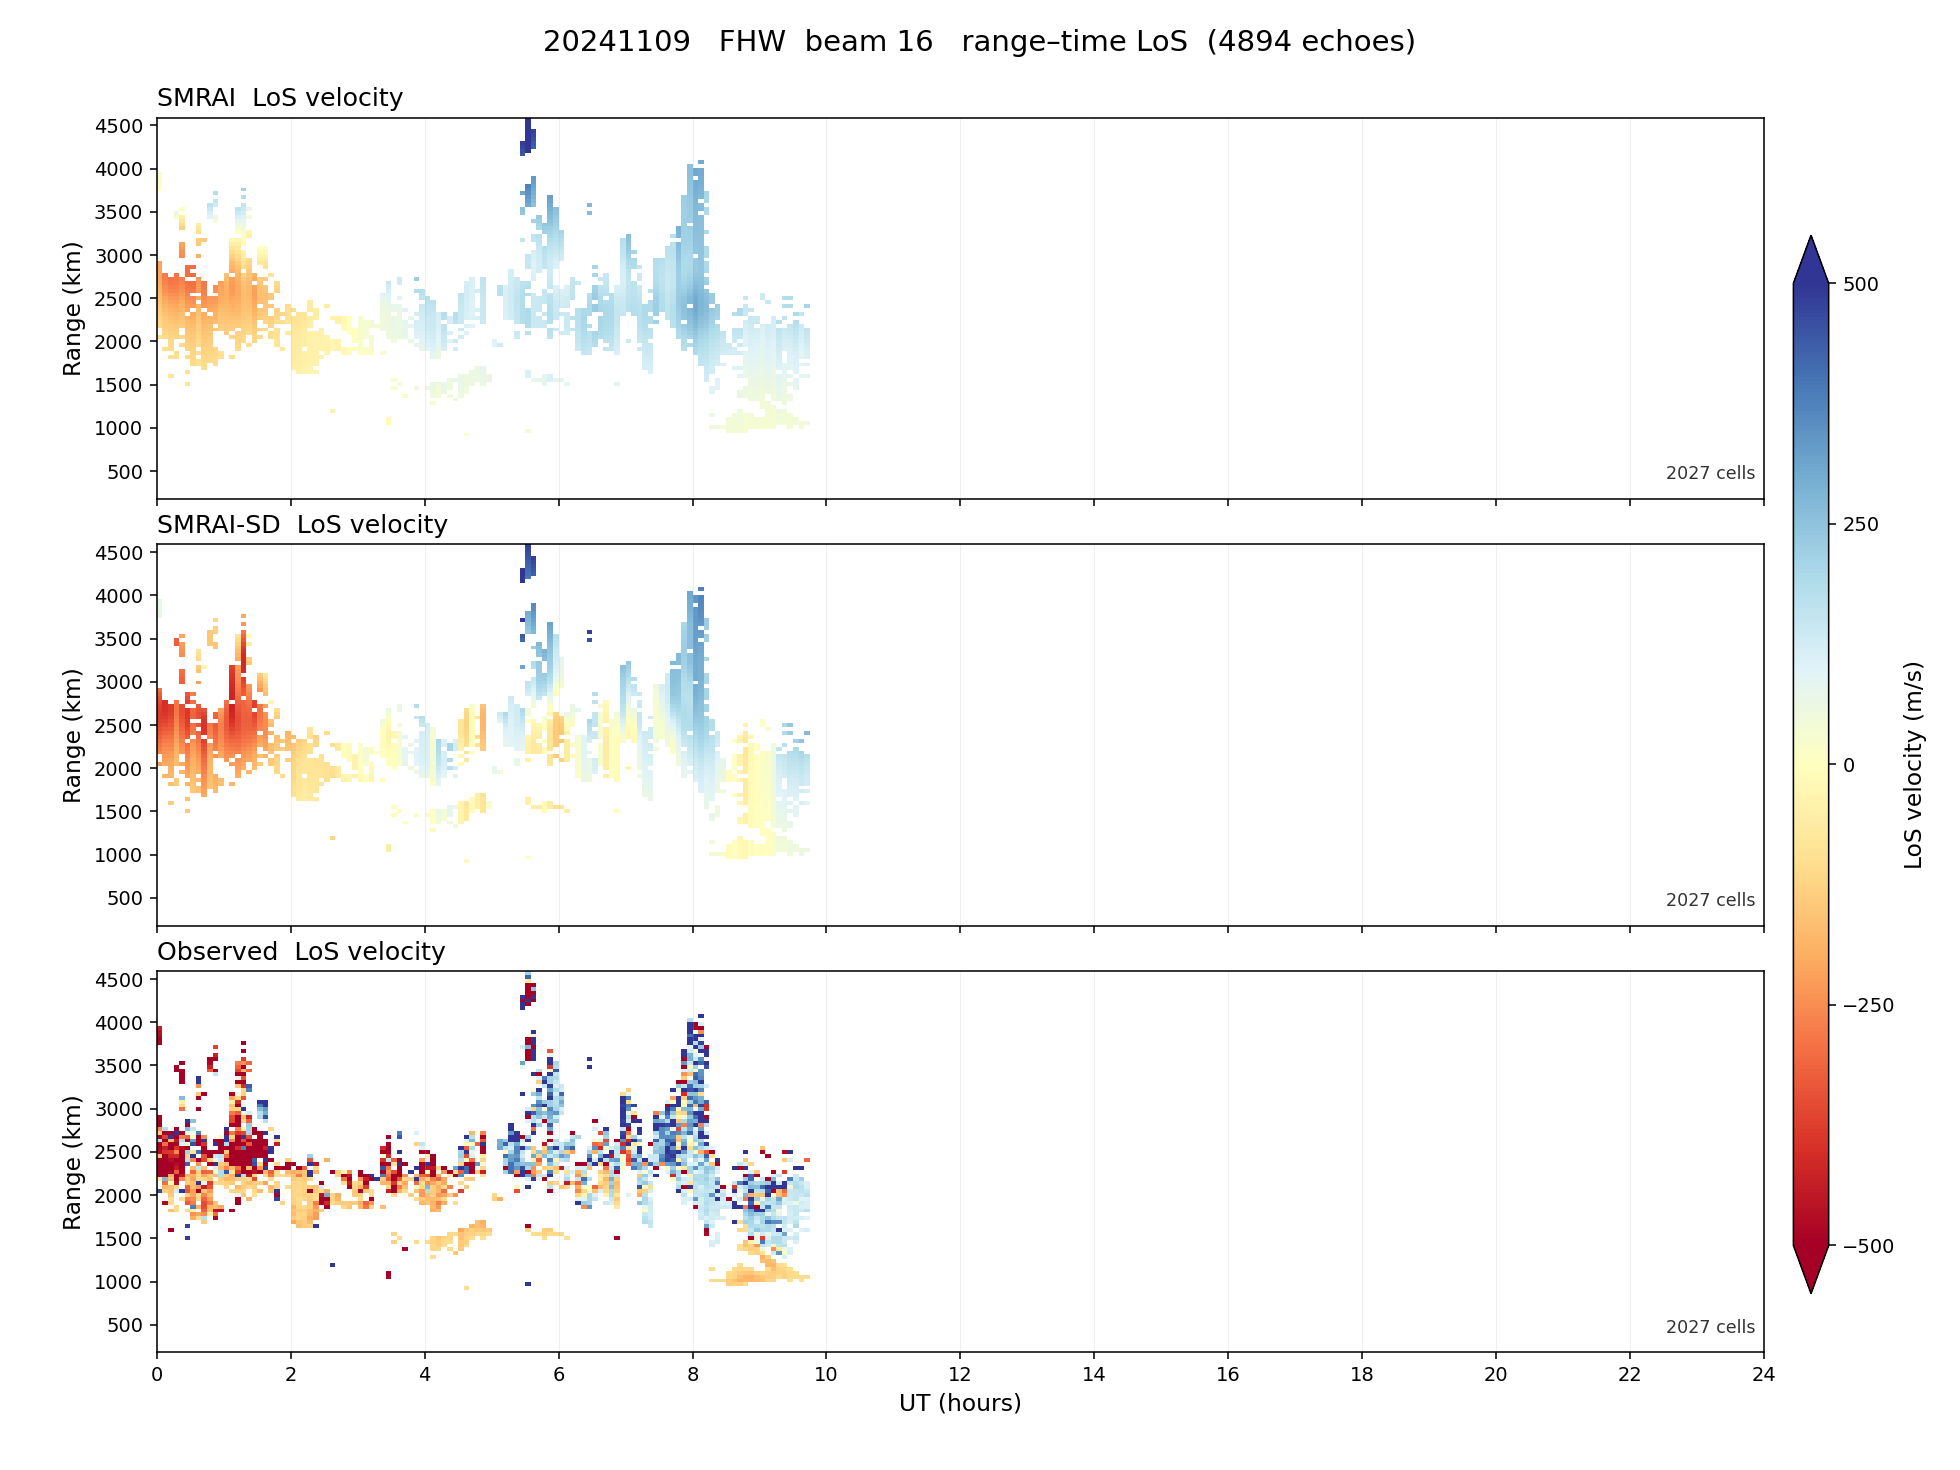 20241109   FHW  beam 16   range–time LoS  (4894 echoes)
SMRAI  LoS velocity
4500
4000
3500
3000
2500
2000
1500
1000
500
Range (km)
2027 cells
SMRAI-SD  LoS velocity
4500
4000
3500
3000
2500
2000
1500
1000
500
Range (km)
2027 cells
Observed  LoS velocity
4500
4000
3500
3000
2500
2000
1500
1000
500
Range (km)
2027 cells
0 2 4 6 8 10 12 14 16 18 20 22 24
UT (hours)
500
250
0
−250
−500
LoS velocity (m/s)